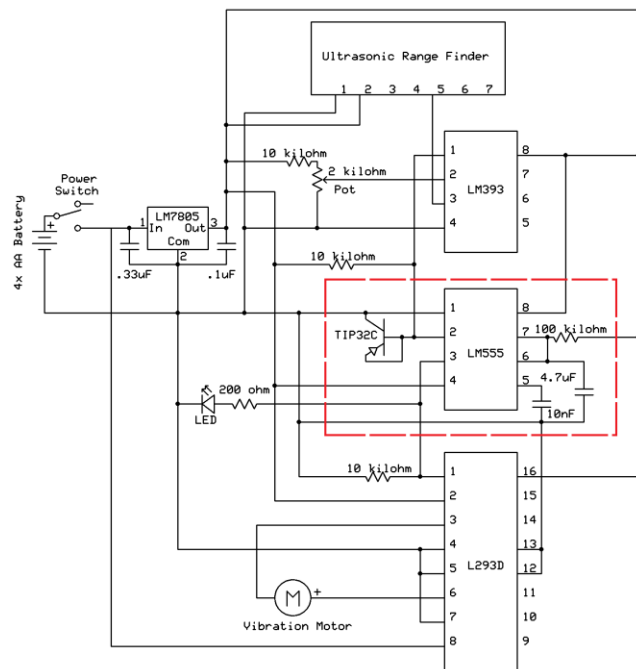 Ultrasonic Range Finder
1 2 3 4 5 6 7
10 kilohm
2 kilohm
Pot
1 8
2 7
3 6
4 5
LM393
Power
Switch
4x AA Battery
+
LM7805
1 In Out 3
Com
2
.33uF
.1uF
10 kilohm
TIP32C
1 8
2 7
3 6
4 5
LM555
100 kilohm
4.7uF
10nF
200 ohm
LED
10 kilohm
1 16
2 15
3 14
4 13
5 12
6 11
7 10
8 9
L293D
M
+
Vibration Motor